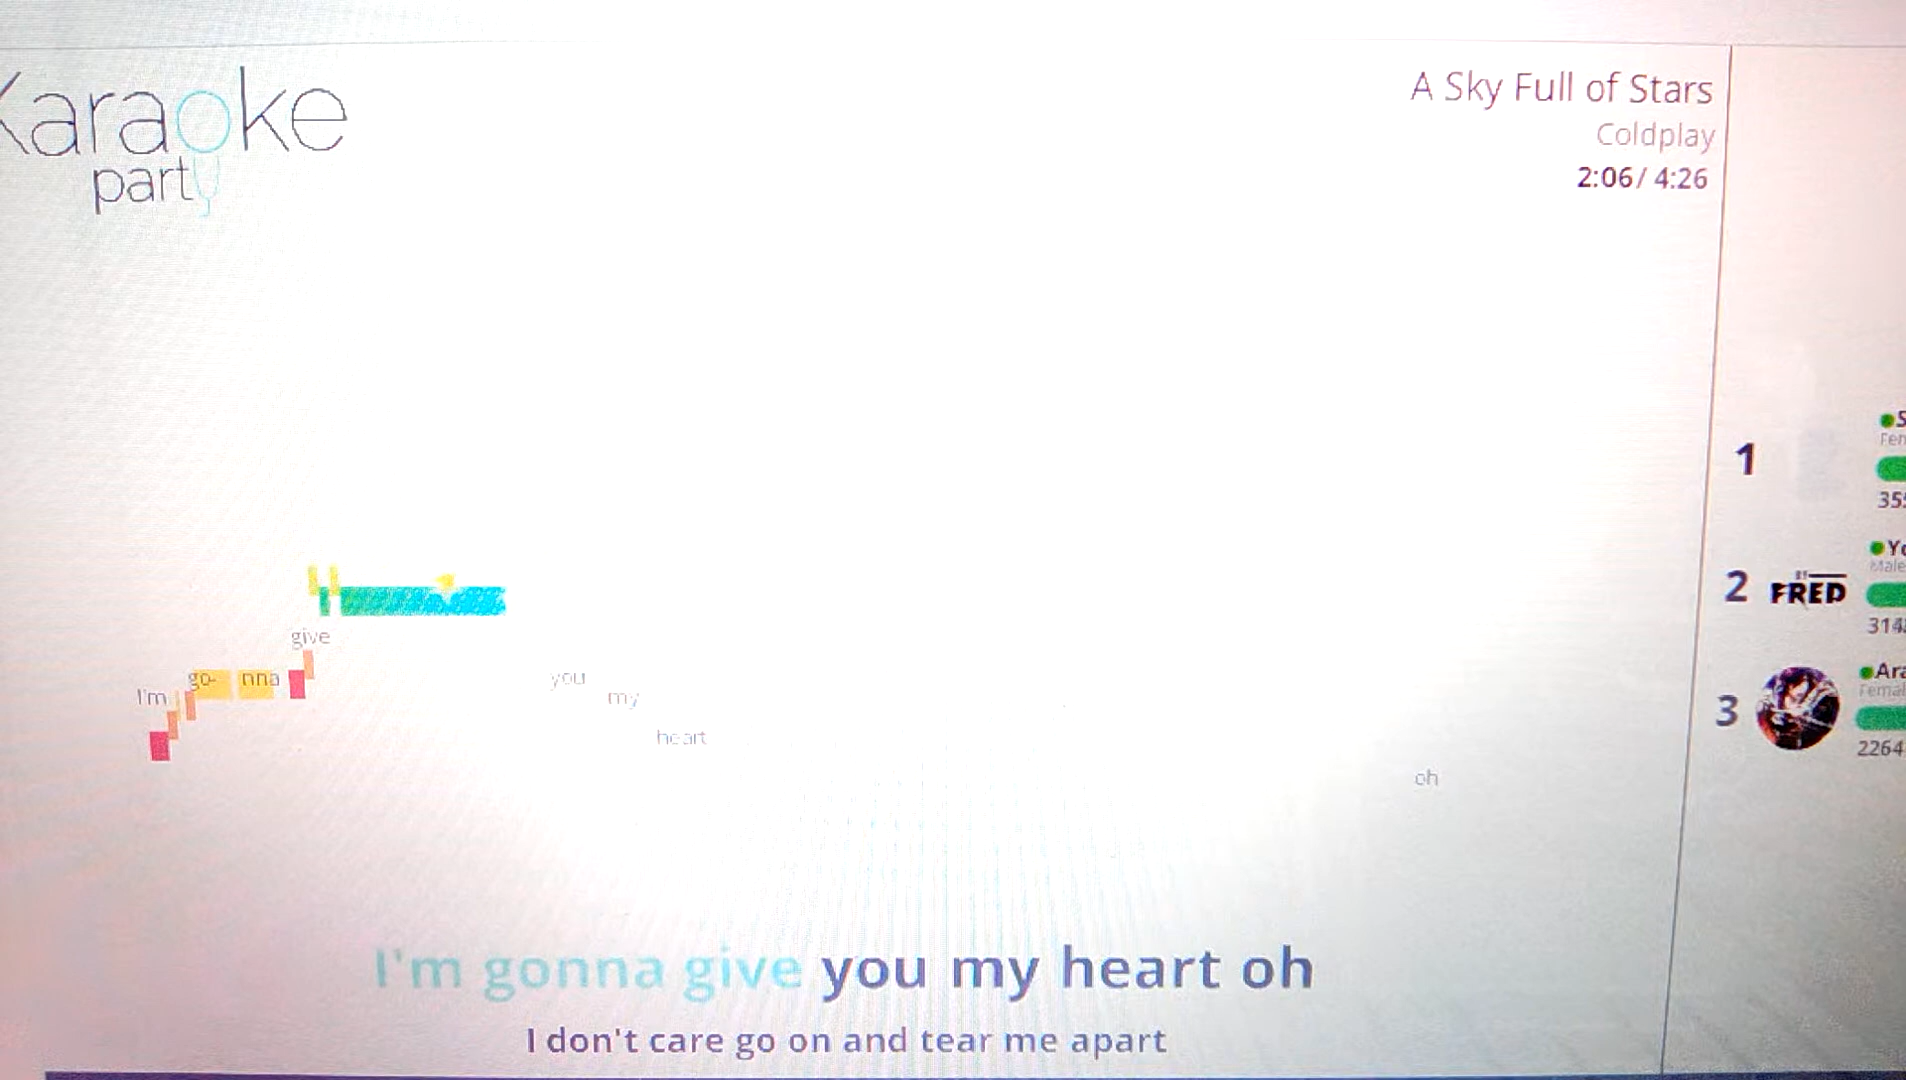 Karaoke
party
A Sky Full of Stars
Coldplay
2:06/ 4:26
1
2
FRED
3
give
I'm
go-
nna
you
my
heart
oh
I'm gonna give you my heart oh
I don't care go on and tear me apart